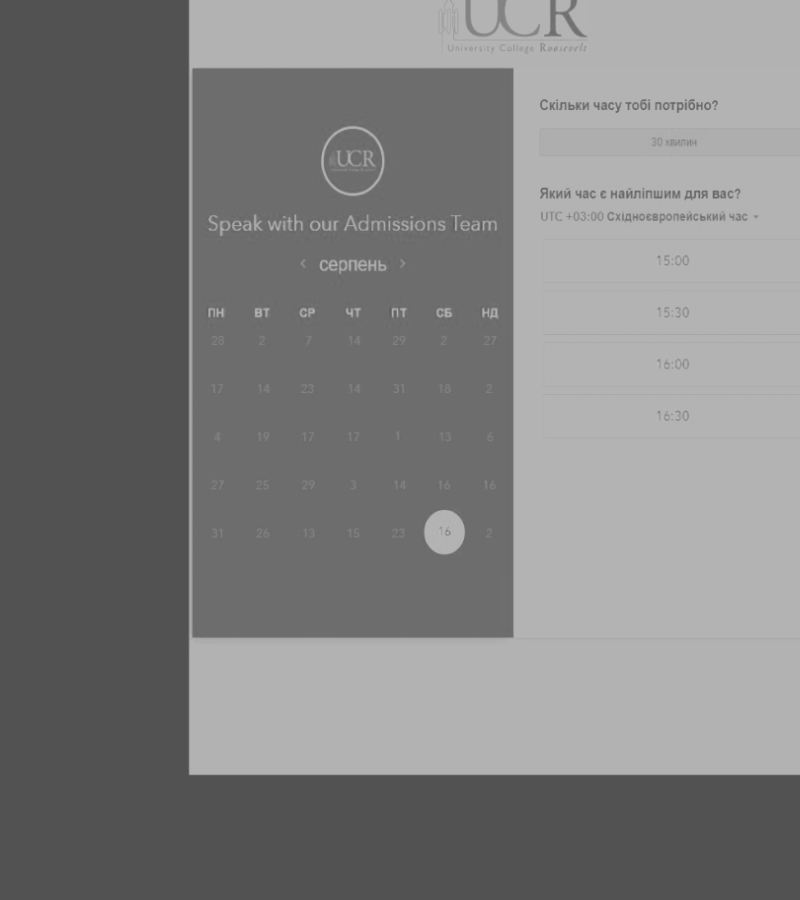 UCR
University College Roosevelt
UCR
Speak with our Admissions Team
‹ серпень ›
ПН ВТ СР ЧТ ПТ СБ НД
28 2 7 14 29 2 27
17 14 23 14 31 18 2
4 19 17 17 1 13 6
27 25 29 3 14 16 16
31 26 13 15 23 16 2
Скільки часу тобі потрібно?
30 хвилин
Який час є найліпшим для вас?
UTC +03:00 Східноєвропейський час
15:00
15:30
16:00
16:30